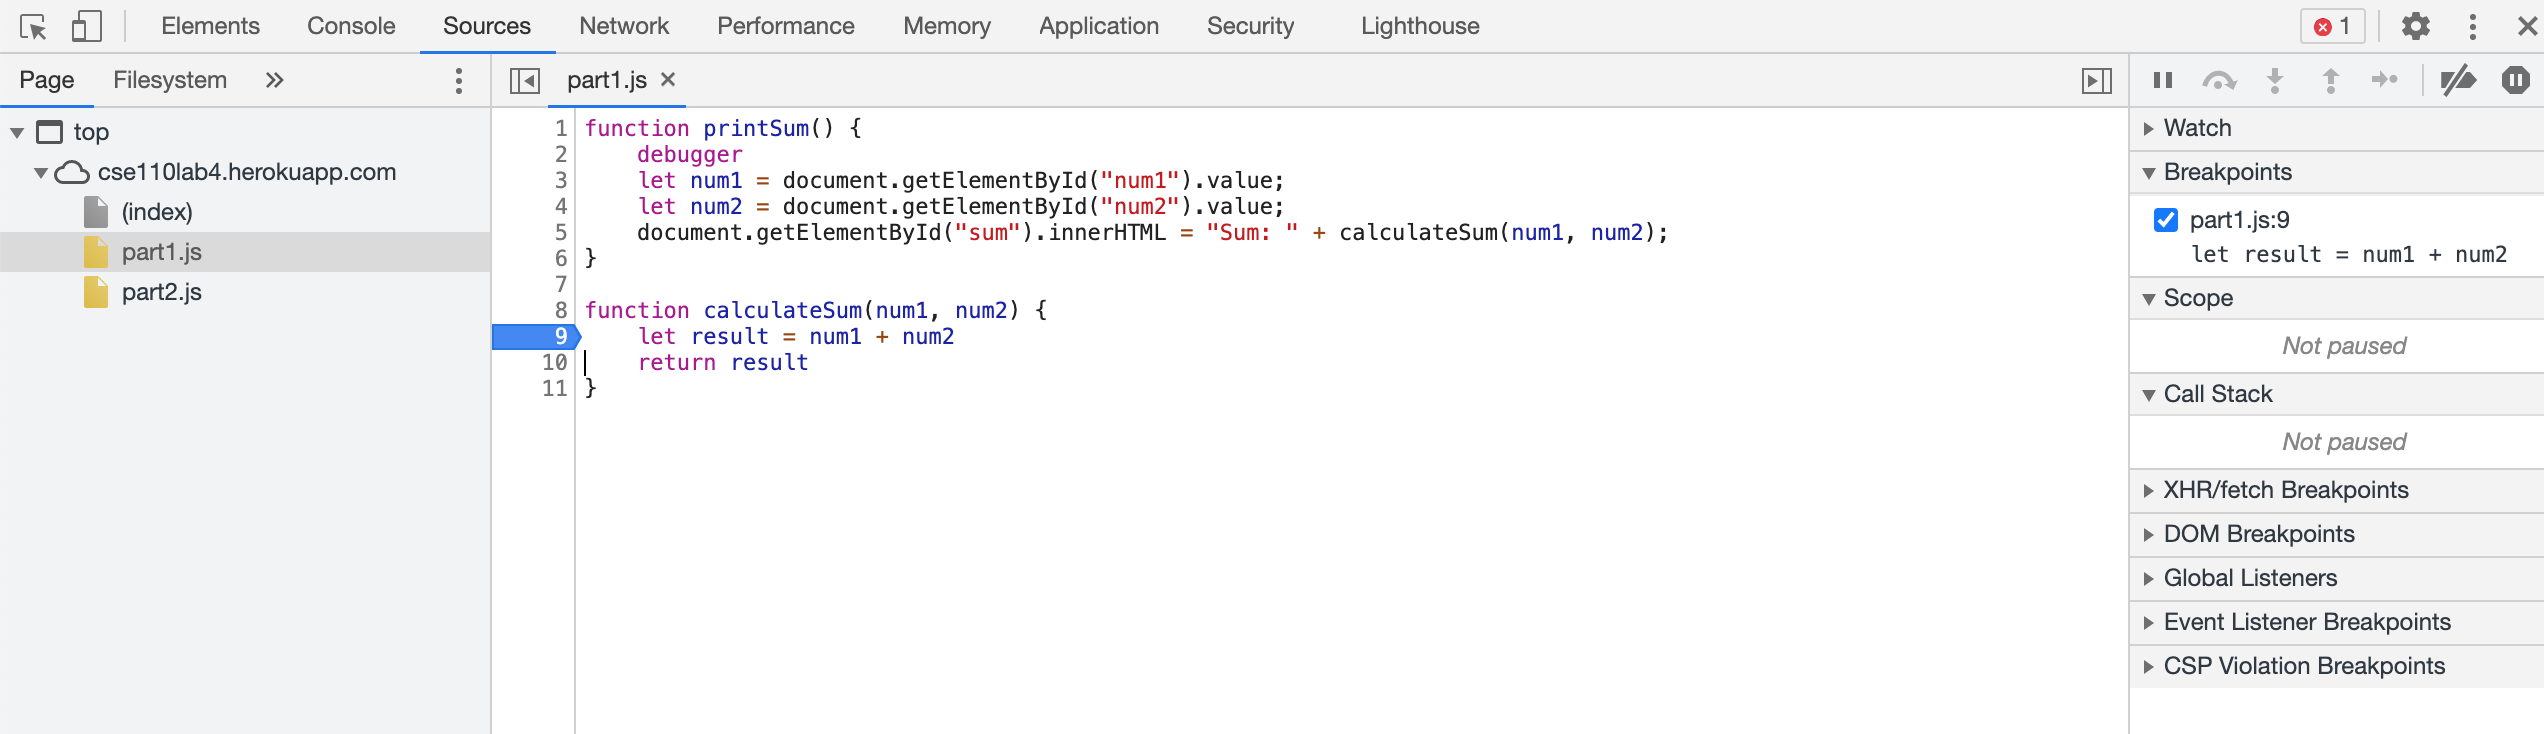 Elements Console Sources Network Performance Memory Application Security Lighthouse 1
Page Filesystem
part1.js
top
cse110lab4.herokuapp.com
(index)
part1.js
part2.js
1 function printSum() {
2     debugger
3     let num1 = document.getElementById("num1").value;
4     let num2 = document.getElementById("num2").value;
5     document.getElementById("sum").innerHTML = "Sum: " + calculateSum(num1, num2);
6 }
7
8 function calculateSum(num1, num2) {
9     let result = num1 + num2
10     return result
11 }
Watch
Breakpoints
part1.js:9
let result = num1 + num2
Scope
Not paused
Call Stack
Not paused
XHR/fetch Breakpoints
DOM Breakpoints
Global Listeners
Event Listener Breakpoints
CSP Violation Breakpoints